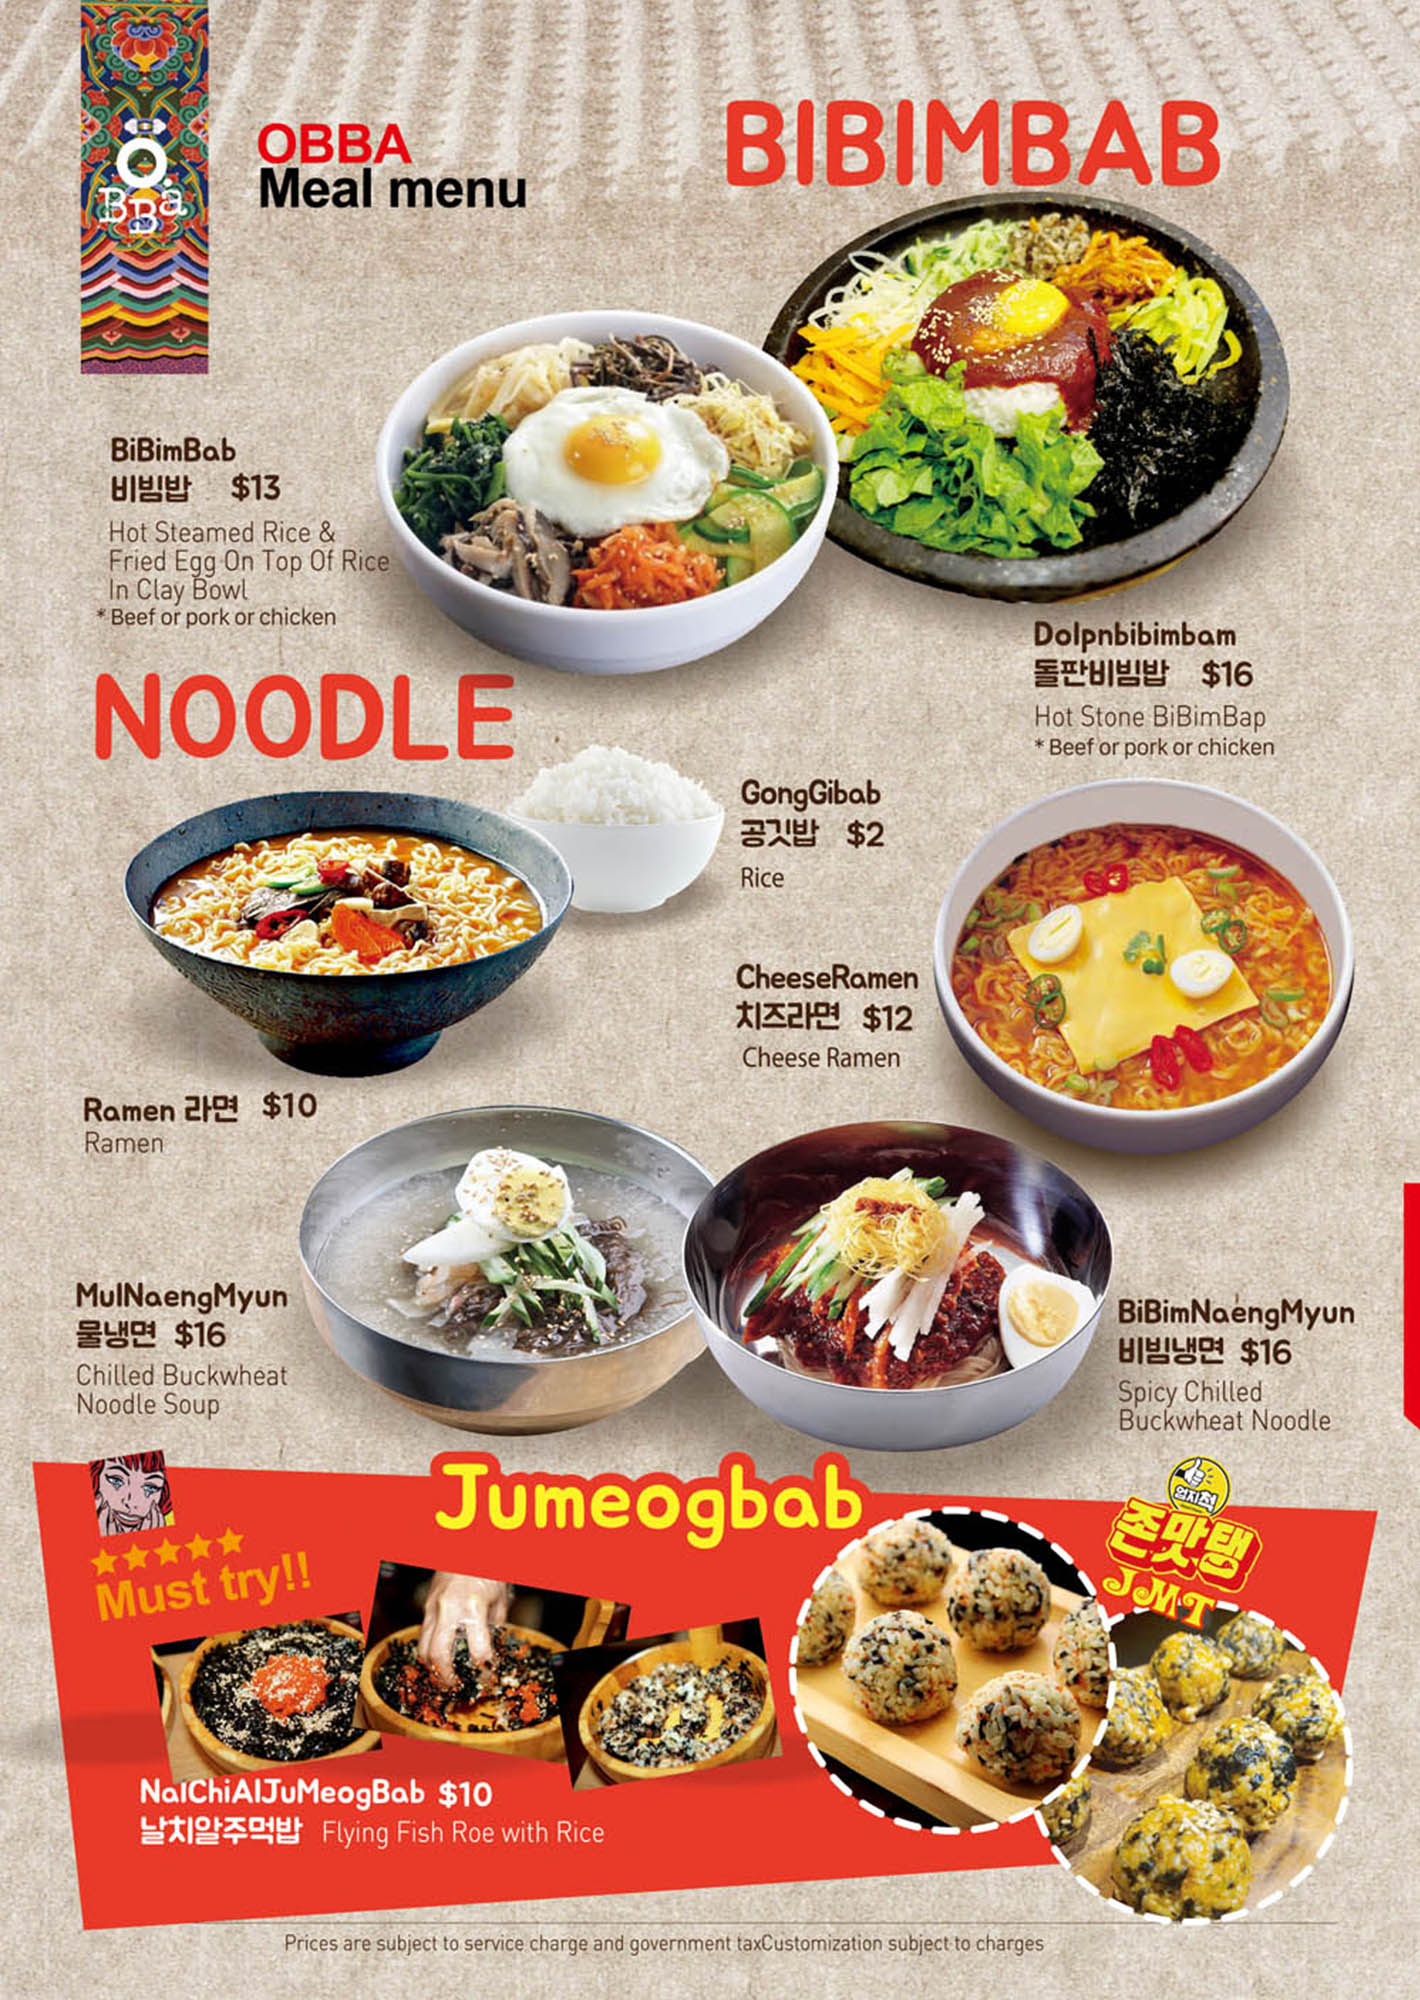 O.
BBa
OBBA
Meal menu
BIBIMBAB
BiBimBab
비빔밥 $13
Hot Steamed Rice &
Fried Egg On Top Of Rice
In Clay Bowl
* Beef or pork or chicken
Dolpnbibimbam
돌판비빔밥 $16
Hot Stone BiBimBap
* Beef or pork or chicken
NOODLE
GongGibab
공깃밥 $2
Rice
CheeseRamen
치즈라면 $12
Cheese Ramen
Ramen 라면 $10
Ramen
MulNaengMyun
물냉면 $16
Chilled Buckwheat
Noodle Soup
BiBimNaengMyun
비빔냉면 $16
Spicy Chilled
Buckwheat Noodle
Jumeogbab
Must try!!
엄지척
존맛탱
JMT
NalChiAlJuMeogBab $10
날치알주먹밥 Flying Fish Roe with Rice
Prices are subject to service charge and government taxCustomization subject to charges